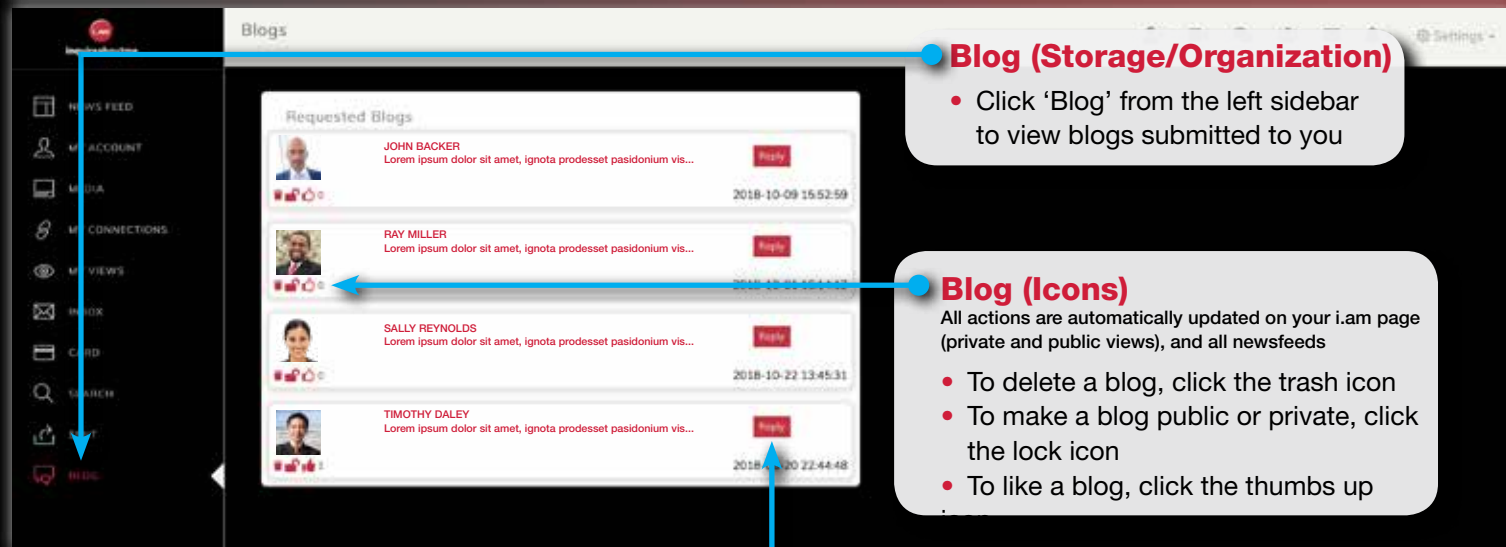 Blogs
Settings
Blog (Storage/Organization)
• Click ‘Blog’ from the left sidebar
to view blogs submitted to you
NEWS FEED
MY ACCOUNT
MEDIA
MY CONNECTIONS
MY VIEWS
INBOX
CARD
SEARCH
BLOG
Requested Blogs
JOHN BACKER
Lorem ipsum dolor sit amet, ignota prodesset pasidonium vis...
Reply
0
2018-10-09 15:52:59
RAY MILLER
Lorem ipsum dolor sit amet, ignota prodesset pasidonium vis...
Reply
0
SALLY REYNOLDS
Lorem ipsum dolor sit amet, ignota prodesset pasidonium vis...
Reply
0
2018-10-22 13:45:31
TIMOTHY DALEY
Lorem ipsum dolor sit amet, ignota prodesset pasidonium vis...
Reply
22:44:48
Blog (Icons)
All actions are automatically updated on your i.am page
(private and public views), and all newsfeeds
• To delete a blog, click the trash icon
• To make a blog public or private, click
the lock icon
• To like a blog, click the thumbs up